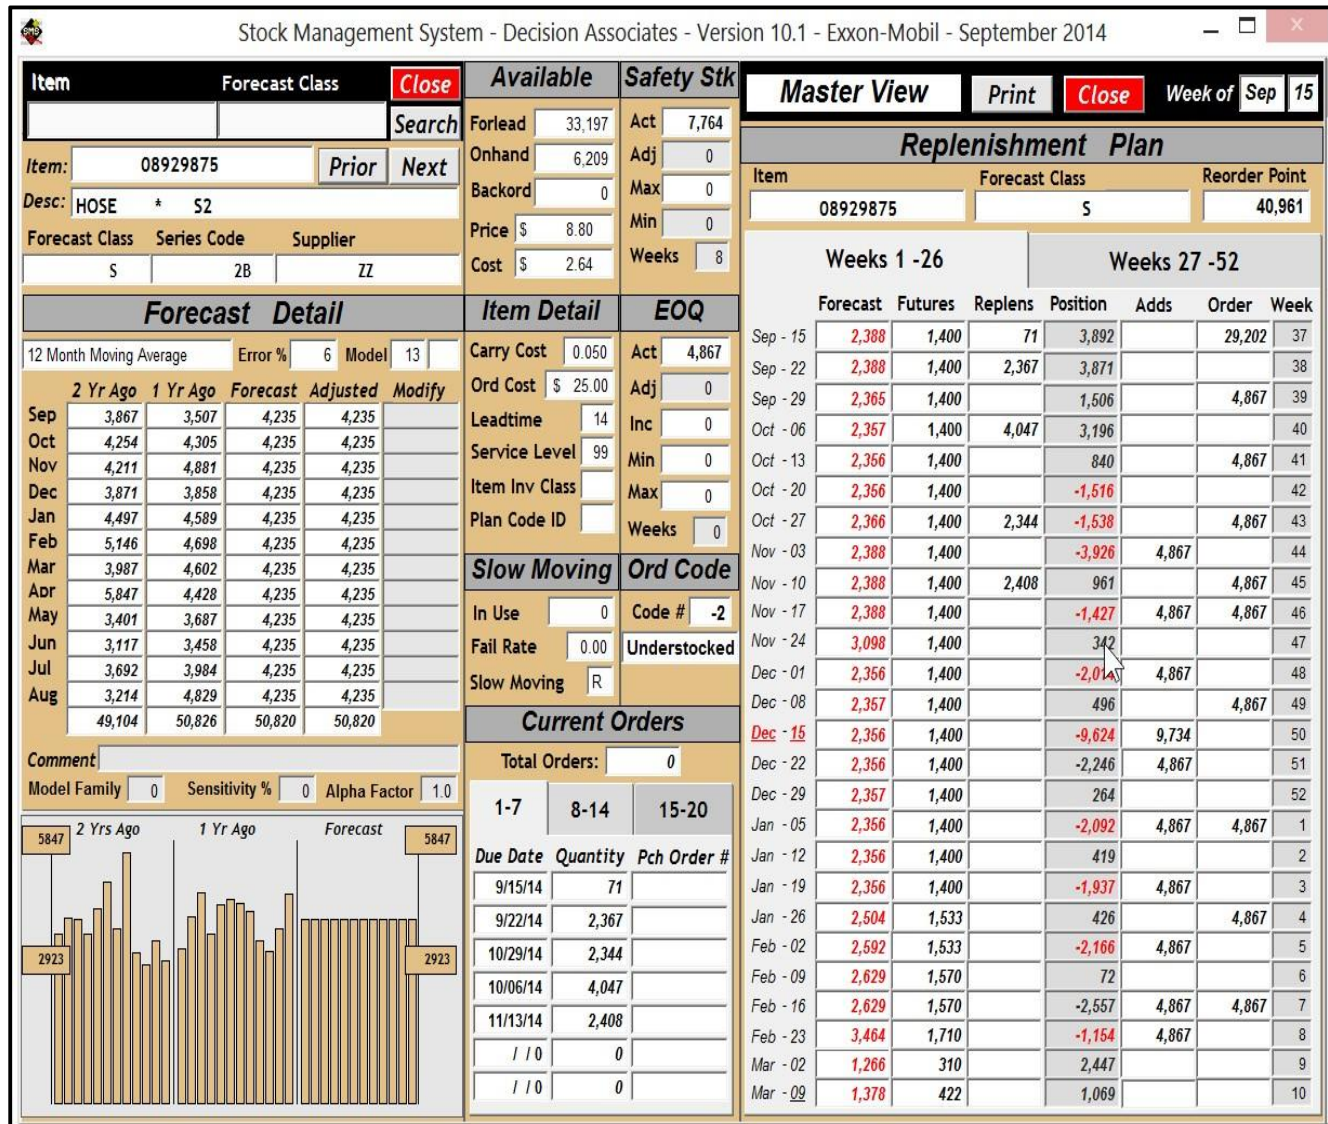 SMS
Stock Management System - Decision Associates - Version 10.1 - Exxon-Mobil - September 2014
Item Forecast Class Close
Search
Item: 08929875 Prior Next
Desc: HOSE * S2
Forecast Class Series Code Supplier
S 2B ZZ
Forecast Detail
12 Month Moving Average Error % 6 Model 13
2 Yr Ago 1 Yr Ago Forecast Adjusted Modify
Sep 3,867 3,507 4,235 4,235
Oct 4,254 4,305 4,235 4,235
Nov 4,211 4,881 4,235 4,235
Dec 3,871 3,858 4,235 4,235
Jan 4,497 4,589 4,235 4,235
Feb 5,146 4,698 4,235 4,235
Mar 3,987 4,602 4,235 4,235
Apr 5,847 4,428 4,235 4,235
May 3,401 3,687 4,235 4,235
Jun 3,117 3,458 4,235 4,235
Jul 3,692 3,984 4,235 4,235
Aug 3,214 4,829 4,235 4,235
49,104 50,826 50,820 50,820
Comment
Model Family 0 Sensitivity % 0 Alpha Factor 1.0
5847 2 Yrs Ago 1 Yr Ago Forecast 5847
2923 2923
Available
Forlead 33,197
Onhand 6,209
Backord 0
Price $ 8.80
Cost $ 2.64
Safety Stk
Act 7,764
Adj 0
Max 0
Min 0
Weeks 8
Item Detail
Carry Cost 0.050
Ord Cost $ 25.00
Leadtime 14
Service Level 99
Item Inv Class
Plan Code ID
EOQ
Act 4,867
Adj 0
Inc 0
Min 0
Max 0
Weeks 0
Slow Moving
In Use 0
Fail Rate 0.00
Slow Moving R
Ord Code
Code # -2
Understocked
Current Orders
Total Orders: 0
1-7 8-14 15-20
Due Date Quantity Pch Order #
9/15/14 71
9/22/14 2,367
10/29/14 2,344
10/06/14 4,047
11/13/14 2,408
/ / 0 0
/ / 0 0
Master View Print Close Week of Sep 15
Replenishment Plan
Item Forecast Class Reorder Point
08929875 S 40,961
Weeks 1 -26 Weeks 27 -52
Forecast Futures Replens Position Adds Order Week
Sep - 15 2,388 1,400 71 3,892 29,202 37
Sep - 22 2,388 1,400 2,367 3,871 38
Sep - 29 2,365 1,400 1,506 4,867 39
Oct - 06 2,357 1,400 4,047 3,196 40
Oct - 13 2,356 1,400 840 4,867 41
Oct - 20 2,356 1,400 -1,516 42
Oct - 27 2,366 1,400 2,344 -1,538 4,867 43
Nov - 03 2,388 1,400 -3,926 4,867 44
Nov - 10 2,388 1,400 2,408 961 4,867 45
Nov - 17 2,388 1,400 -1,427 4,867 4,867 46
Nov - 24 3,098 1,400 342 47
Dec - 01 2,356 1,400 4,867 48
Dec - 08 2,357 1,400 496 4,867 49
Dec - 15 2,356 1,400 -9,624 9,734 50
Dec - 22 2,356 1,400 -2,246 4,867 51
Dec - 29 2,357 1,400 264 52
Jan - 05 2,356 1,400 -2,092 4,867 4,867 1
Jan - 12 2,356 1,400 419 2
Jan - 19 2,356 1,400 -1,937 4,867 3
Jan - 26 2,504 1,533 426 4,867 4
Feb - 02 2,592 1,533 -2,166 4,867 5
Feb - 09 2,629 1,570 72 6
Feb - 16 2,629 1,570 -2,557 4,867 4,867 7
Feb - 23 3,464 1,710 -1,154 4,867 8
Mar - 02 1,266 310 2,447 9
Mar - 09 1,378 422 1,069 10